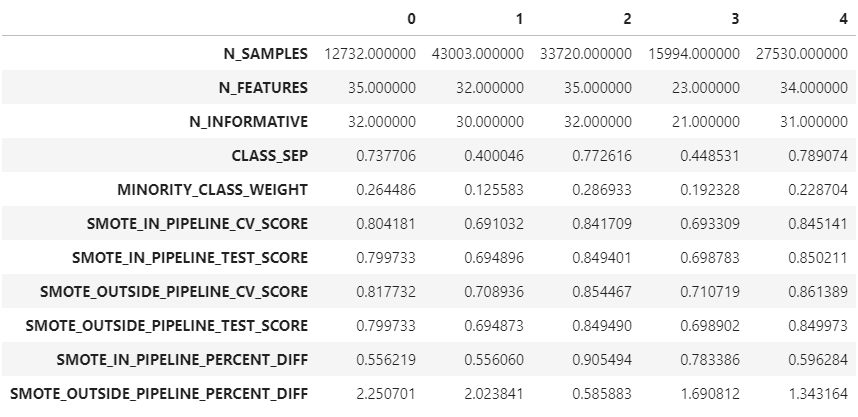 0 1 2 3 4
N_SAMPLES 12732.000000 43003.000000 33720.000000 15994.000000 27530.000000
N_FEATURES 35.000000 32.000000 35.000000 23.000000 34.000000
N_INFORMATIVE 32.000000 30.000000 32.000000 21.000000 31.000000
CLASS_SEP 0.737706 0.400046 0.772616 0.448531 0.789074
MINORITY_CLASS_WEIGHT 0.264486 0.125583 0.286933 0.192328 0.228704
SMOTE_IN_PIPELINE_CV_SCORE 0.804181 0.691032 0.841709 0.693309 0.845141
SMOTE_IN_PIPELINE_TEST_SCORE 0.799733 0.694896 0.849401 0.698783 0.850211
SMOTE_OUTSIDE_PIPELINE_CV_SCORE 0.817732 0.708936 0.854467 0.710719 0.861389
SMOTE_OUTSIDE_PIPELINE_TEST_SCORE 0.799733 0.694873 0.849490 0.698902 0.849973
SMOTE_IN_PIPELINE_PERCENT_DIFF 0.556219 0.556060 0.905494 0.783386 0.596284
SMOTE_OUTSIDE_PIPELINE_PERCENT_DIFF 2.250701 2.023841 0.585883 1.690812 1.343164